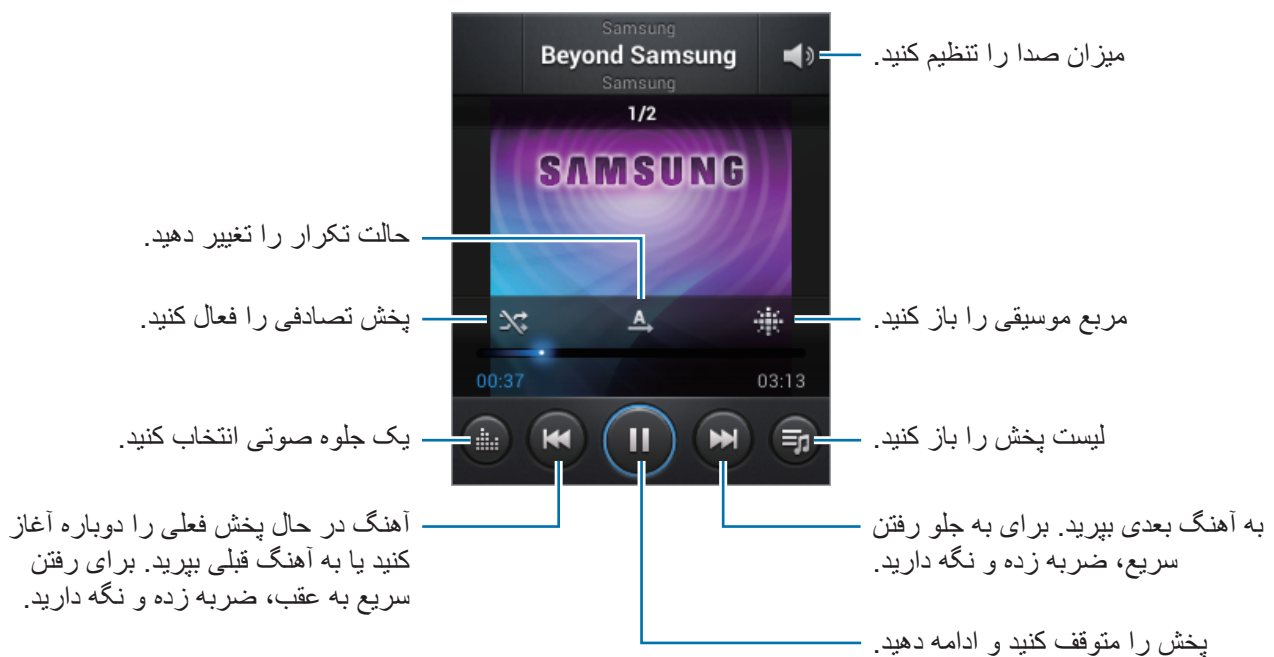 Samsung
Beyond Samsung
Samsung
میزان صدا را تنظیم کنید.
1/2
SAMSUNG
حالت تکرار را تغییر دهید.
A
مربع موسیقی را باز کنید.
پخش تصادفی را فعال کنید.
00:37
03:13
لیست پخش را باز کنید.
یک جلوه صوتی انتخاب کنید.
به آهنگ بعدی بپرید. برای به جلو رفتن
سریع، ضربه زده و نگه دارید.
آهنگ در حال پخش فعلی را دوباره آغاز
کنید یا به آهنگ قبلی بپرید. برای رفتن
سریع به عقب، ضربه زده و نگه دارید.
پخش را متوقف کنید و ادامه دهید.